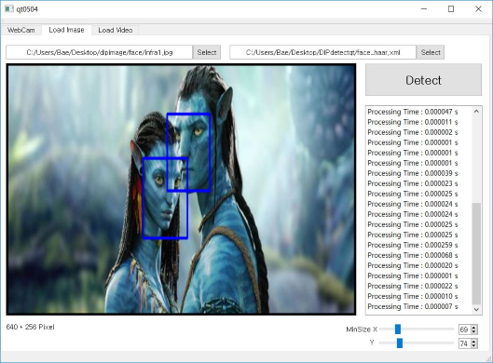 qt0504
WebCam Load Image Load Video
C:/Users/Bae/Desktop/dipimage/face/Infra1.jpg Select C:/Users/Bae/Desktop/DIPdetectqt/face...haar.xml Select
Detect
Processing Time : 0.000047 s
Processing Time : 0.000011 s
Processing Time : 0.000002 s
Processing Time : 0.000001 s
Processing Time : 0.000001 s
Processing Time : 0.000001 s
Processing Time : 0.000039 s
Processing Time : 0.000023 s
Processing Time : 0.000025 s
Processing Time : 0.000024 s
Processing Time : 0.000024 s
Processing Time : 0.000025 s
Processing Time : 0.000025 s
Processing Time : 0.000259 s
Processing Time : 0.000068 s
Processing Time : 0.000020 s
Processing Time : 0.000001 s
Processing Time : 0.000022 s
Processing Time : 0.000010 s
Processing Time : 0.000007 s
640 * 256 Pixel
MinSize X 69
Y 74